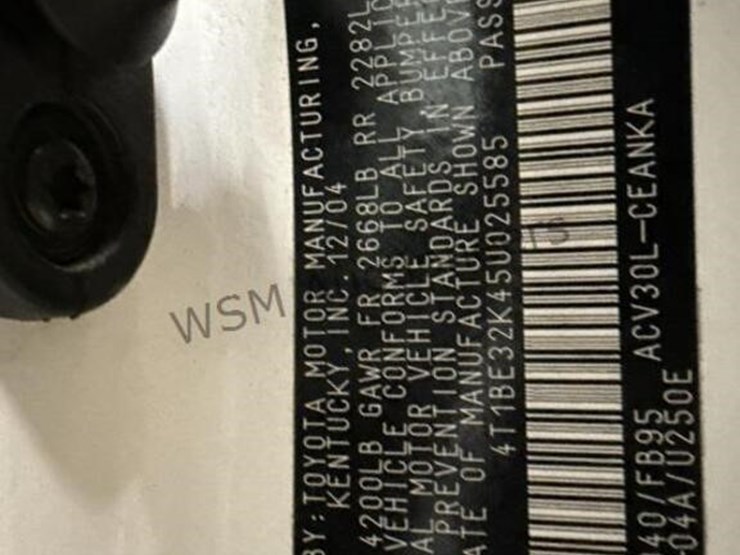 BY: TOYOTA MOTOR MANUFACTURING,
KENTUCKY, INC. 12/04
4200LB GAWR FR 2668LB RR 2282L
VEHICLE CONFORMS TO ALL APPLIC
AL MOTOR VEHICLE SAFETY BUMPER
PREVENTION STANDARDS IN EFFE
ATE OF MANUFACTURE SHOWN ABOV
4T1BE32K45U025585 PASS
ACV30L-CEANKA
40/FB95
04A/U250E
WSM